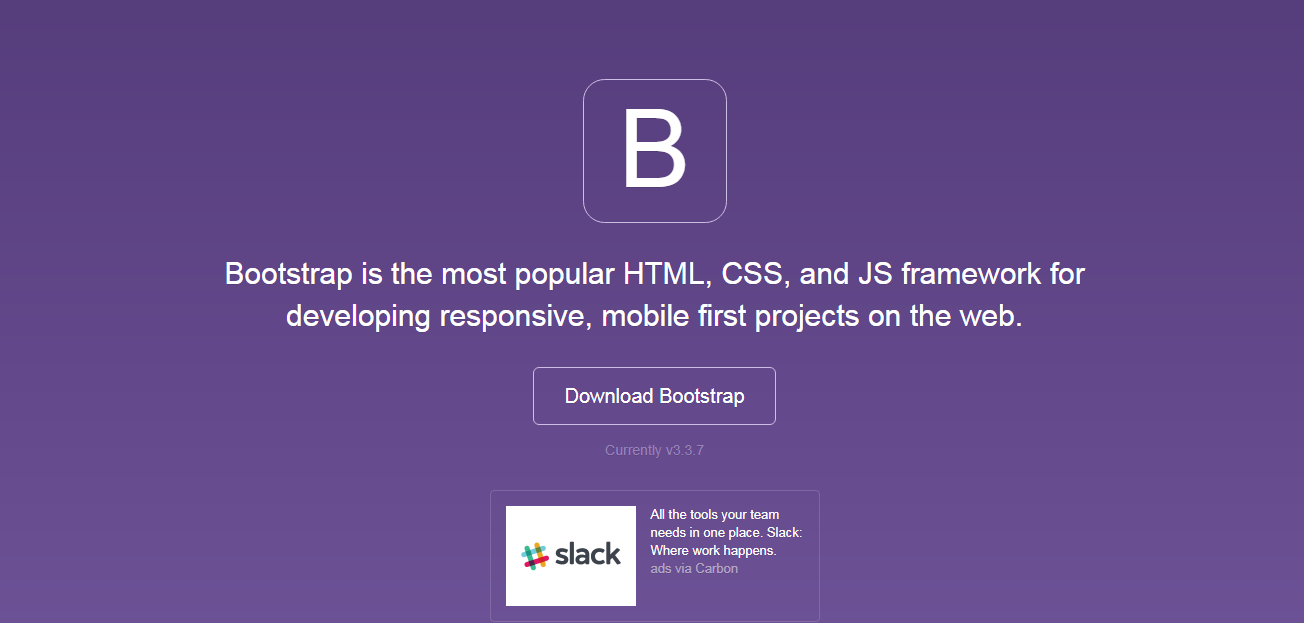 B
Bootstrap is the most popular HTML, CSS, and JS framework for
developing responsive, mobile first projects on the web.
Download Bootstrap
Currently v3.3.7
slack
All the tools your team
needs in one place. Slack:
Where work happens.
ads via Carbon